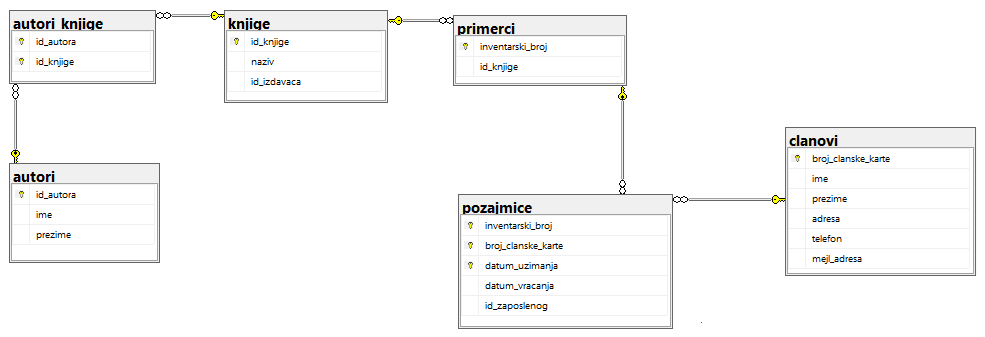 autori_knjige
id_autora
id_knjige
knjige
id_knjige
naziv
id_izdavaca
primerci
inventarski_broj
id_knjige
autori
id_autora
ime
prezime
pozajmice
inventarski_broj
broj_clanske_karte
datum_uzimanja
datum_vracanja
id_zaposlenog
clanovi
broj_clanske_karte
ime
prezime
adresa
telefon
mejl_adresa